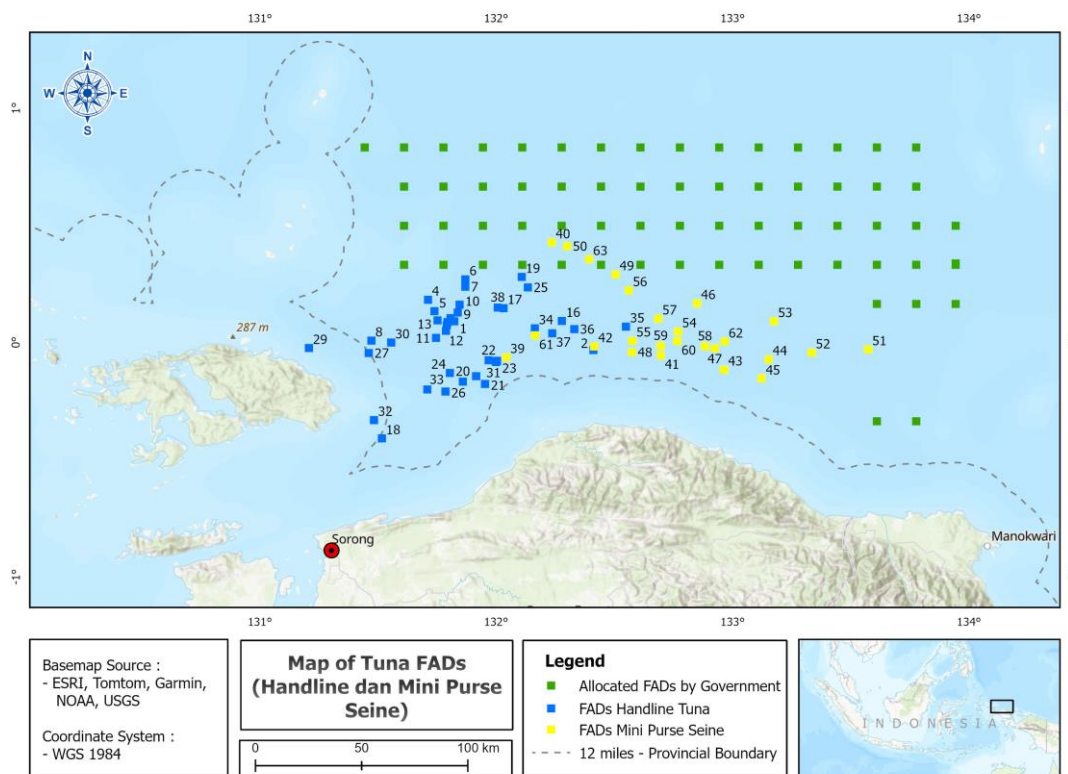 131° 132° 133° 134°
N
W E
S
1°
0°
-1°
40
50
63
49
56
6
7
19
25
4
5
10
9
38 17
46
13
1
11
12
34
16
36
37
35
57
54
53
8
30
29
27
2
42
61
55
59
58
62
48
41
60
47
43
44
52
51
45
39
22
23
24
20
31
21
33
26
32
18
287 m
Sorong
Manokwari
131° 132° 133° 134°
Basemap Source :
- ESRI, Tomtom, Garmin,
NOAA, USGS
Coordinate System :
- WGS 1984
Map of Tuna FADs
(Handline dan Mini Purse
Seine)
0 50 100 km
Legend
Allocated FADs by Government
FADs Handline Tuna
FADs Mini Purse Seine
12 miles - Provincial Boundary
INDONESIA